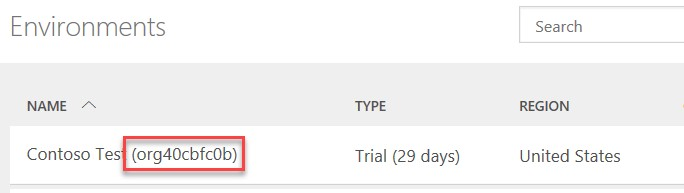 Environments
Search
NAME TYPE REGION
Contoso Test (org40cbfc0b) Trial (29 days) United States